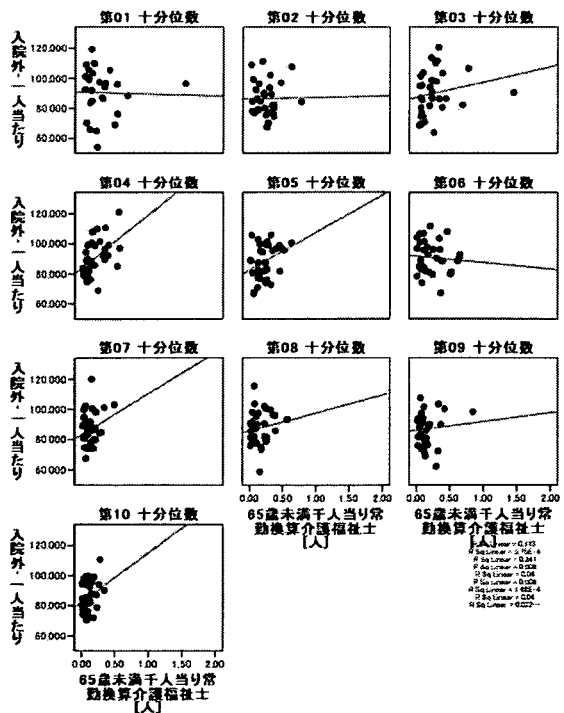 第01 十分位数
第02 十分位数
第03 十分位数
入院外・一人当たり
120.000
100.000
80.000
60.000
第04 十分位数
第05 十分位数
第06 十分位数
入院外・一人当たり
120.000
100.000
80.000
60.000
第07 十分位数
第08 十分位数
第09 十分位数
入院外・一人当たり
120.000
100.000
80.000
60.000
0.00 0.50 1.00 1.50 2.00
0.00 0.50 1.00 1.50 2.00
65歳未満千人当り常
勤換算介護福祉士
[人]
65歳未満千人当り常
勤換算介護福祉士
[人]
第10 十分位数
入院外・一人当たり
120.000
100.000
80.000
60.000
0.00 0.50 1.00 1.50 2.00
65歳未満千人当り常
勤換算介護福祉士
[人]